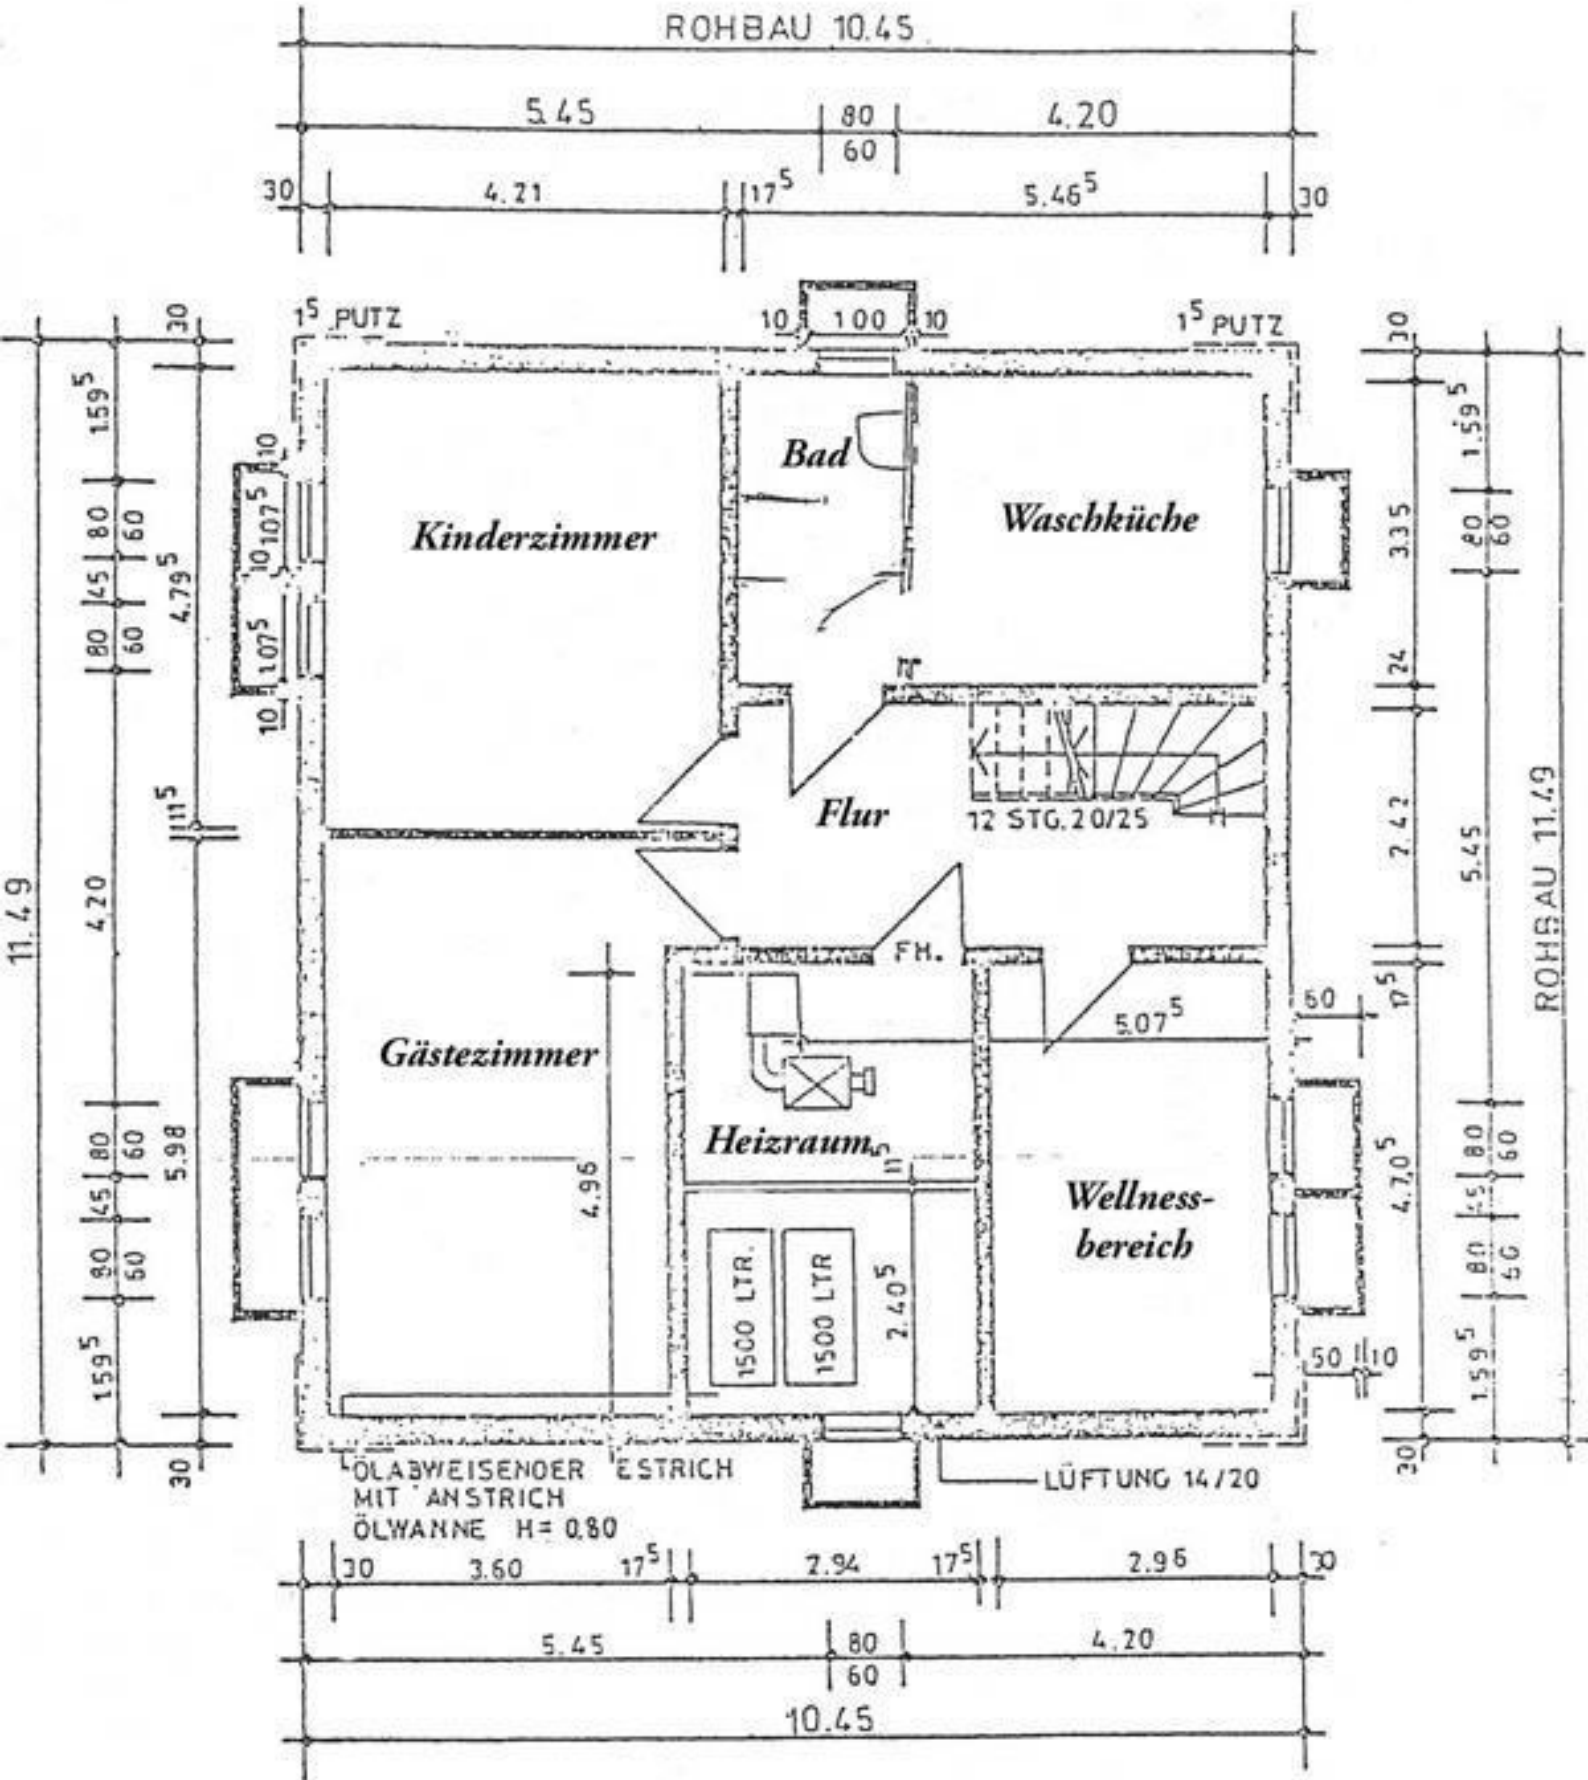 ROHBAU 10.45
5.45 80 4.20
60
30 4.21 17⁵ 5.46⁵ 30
1⁵ PUTZ
10 100 10
1⁵ PUTZ
30
1.59⁵
80
60
45
80
60
4.79⁵
11⁵
11.49
4.20
5.98
80
60
45
80
60
1.59⁵
30
10
107⁵
10
107⁵
10
Kinderzimmer
Bad
Waschküche
Flur
12 STG. 20/25
Gästezimmer
FH.
5.07⁵
Heizraum
11⁵
4.96
1500 LTR.
1500 LTR
2.40⁵
Wellness-
bereich
60
50 10
30
1.59⁵
80
60
3.35
24
2.42
5.45
ROHBAU 11.49
17⁵
4.70⁵
80
60
45
80
60
1.59⁵
30
ÖLABWEISENDER ESTRICH
MIT ANSTRICH
ÖLWANNE H= 0.80
LÜFTUNG 14/20
30 3.60 17⁵ 2.94 17⁵ 2.96 30
5.45 80 4.20
60
10.45